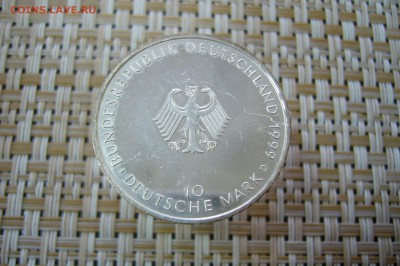 COINS.LAVE.RU
BUNDESREPUBLIK DEUTSCHLAND 1999
10
DEUTSCHE MARK